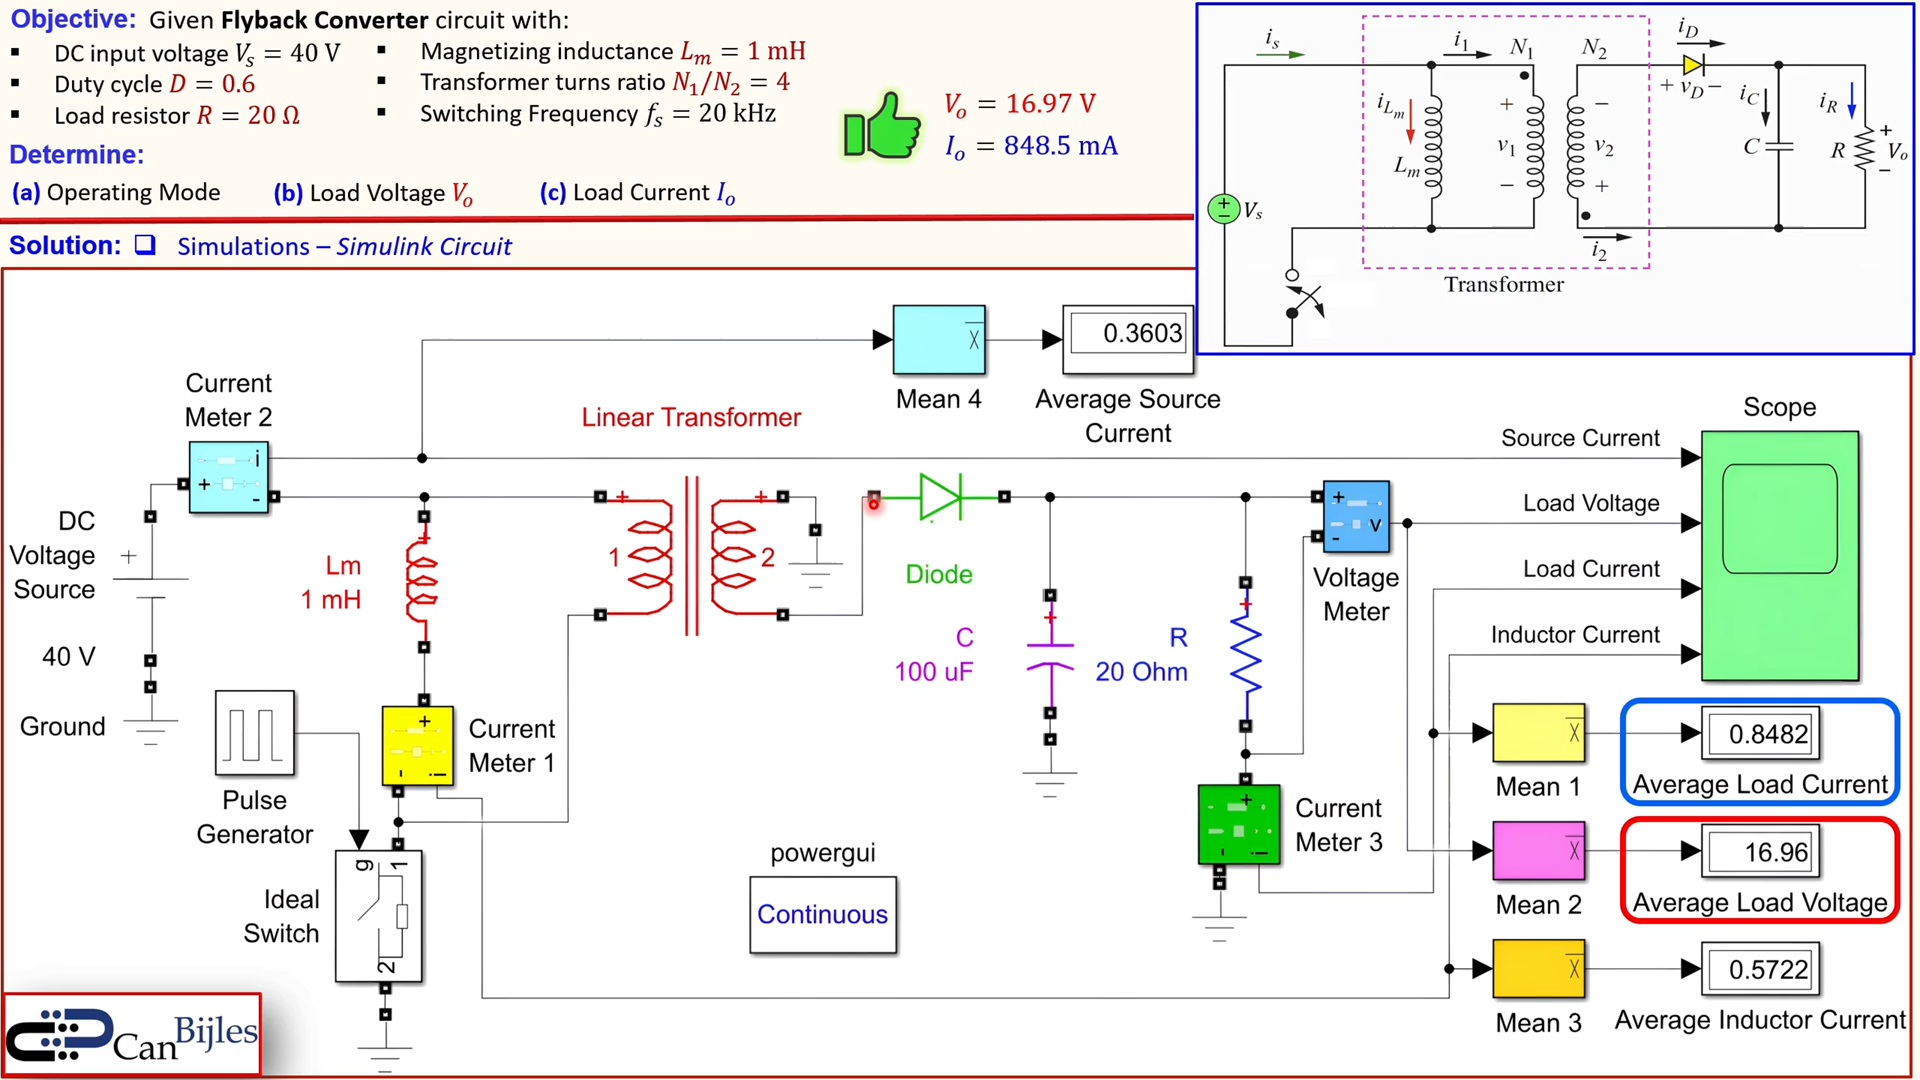 Objective: Given Flyback Converter circuit with:
▪ DC input voltage Vs = 40 V
▪ Duty cycle D = 0.6
▪ Load resistor R = 20 Ω
▪ Magnetizing inductance Lm = 1 mH
▪ Transformer turns ratio N1/N2 = 4
▪ Switching Frequency fs = 20 kHz
Vo = 16.97 V
Io = 848.5 mA
Determine:
(a) Operating Mode (b) Load Voltage Vo (c) Load Current Io
Solution: ❑ Simulations – Simulink Circuit
is
i1
N1
N2
iD
+ vD −
iC
iR
iLm
Lm
+
v1
−
−
v2
+
C
R
+
Vo
−
+
−
Vs
i2
Transformer
0.3603
X
Mean 4
Average Source
Current
Current
Meter 2
i
+
-
Linear Transformer
Scope
Source Current
Load Voltage
Load Current
Inductor Current
DC
Voltage
Source
+
40 V
Ground
Lm
1 mH
+
+
1
+
2
Diode
+
v
-
Voltage
Meter
C
100 uF
+
R
20 Ohm
+
Pulse
Generator
+
-
i
Current
Meter 1
g
1
2
Ideal
Switch
powergui
Continuous
+
-
i
Current
Meter 3
X
Mean 1
0.8482
Average Load Current
X
Mean 2
16.96
Average Load Voltage
X
Mean 3
0.5722
Average Inductor Current
CanBijles